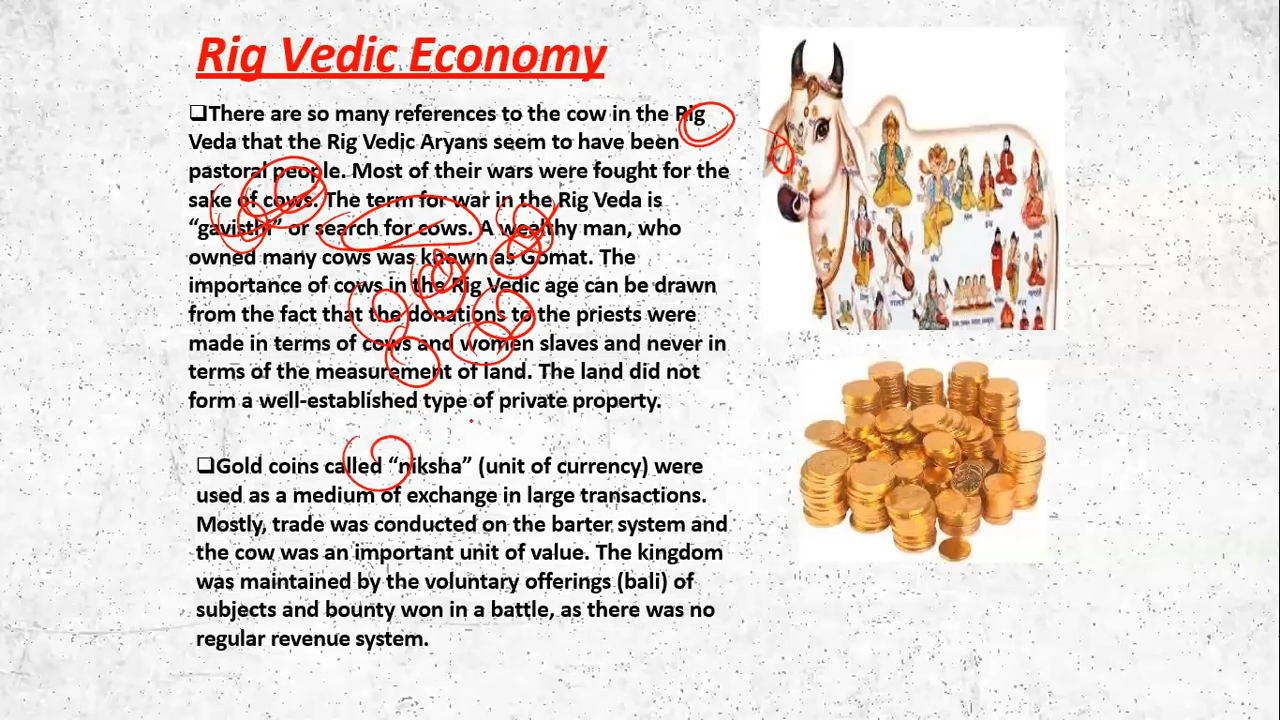 Rig Vedic Economy
❑There are so many references to the cow in the Rig
Veda that the Rig Vedic Aryans seem to have been
pastoral people. Most of their wars were fought for the
sake of cows. The term for war in the Rig Veda is
“gavisthi” or search for cows. A wealthy man, who
owned many cows was known as Gomat. The
importance of cows in the Rig Vedic age can be drawn
from the fact that the donations to the priests were
made in terms of cows and women slaves and never in
terms of the measurement of land. The land did not
form a well-established type of private property.
❑Gold coins called “niksha” (unit of currency) were
used as a medium of exchange in large transactions.
Mostly, trade was conducted on the barter system and
the cow was an important unit of value. The kingdom
was maintained by the voluntary offerings (bali) of
subjects and bounty won in a battle, as there was no
regular revenue system.